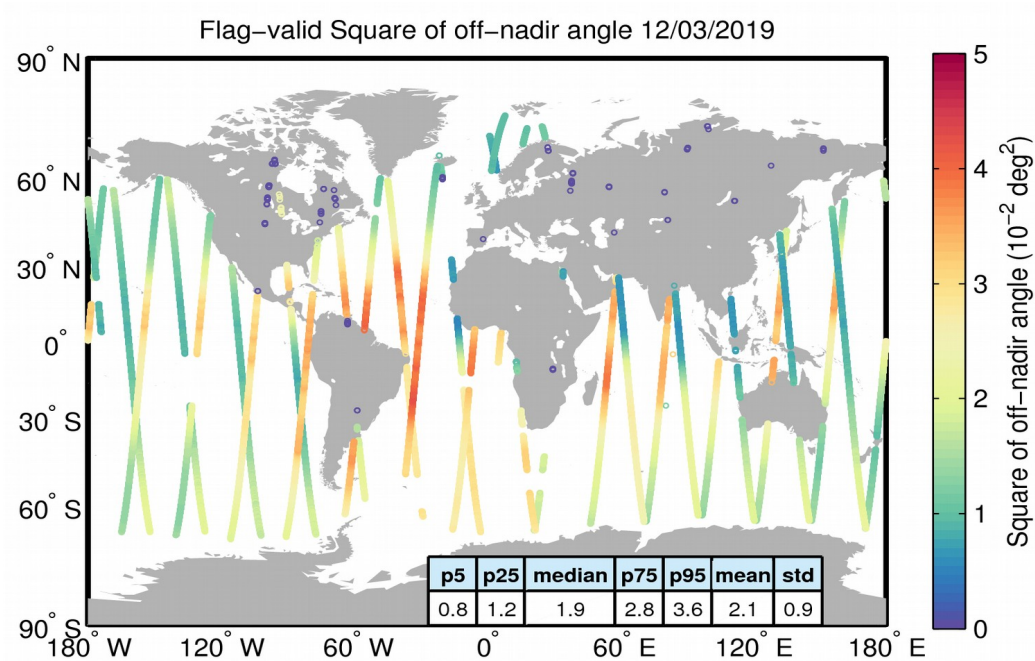 Flag−valid Square of off−nadir angle 12/03/2019
90° N
60° N
30° N
0°
30° S
60° S
90° S
180° W
120° W
60° W
0°
60° E
120° E
180° E
p5 p25 median p75 p95 mean std
0.8 1.2 1.9 2.8 3.6 2.1 0.9
5
4
3
2
1
0
Square of off−nadir angle (10⁻² deg²)